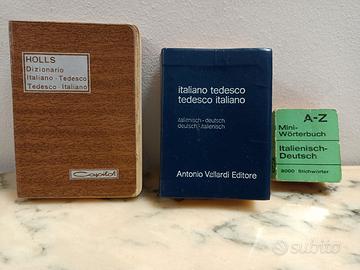 HOLLS
Dizionario
Italiano - Tedesco
Tedesco - Italiano
Capitol
italiano tedesco
tedesco italiano
italienisch-deutsch
deutsch-italienisch
Antonio Vallardi Editore
A-Z
Mini-
Wörterbuch
Italienisch-
Deutsch
8000 Stichwörter
subito